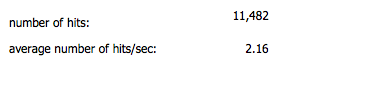 number of hits: 11,482
average number of hits/sec: 2.16